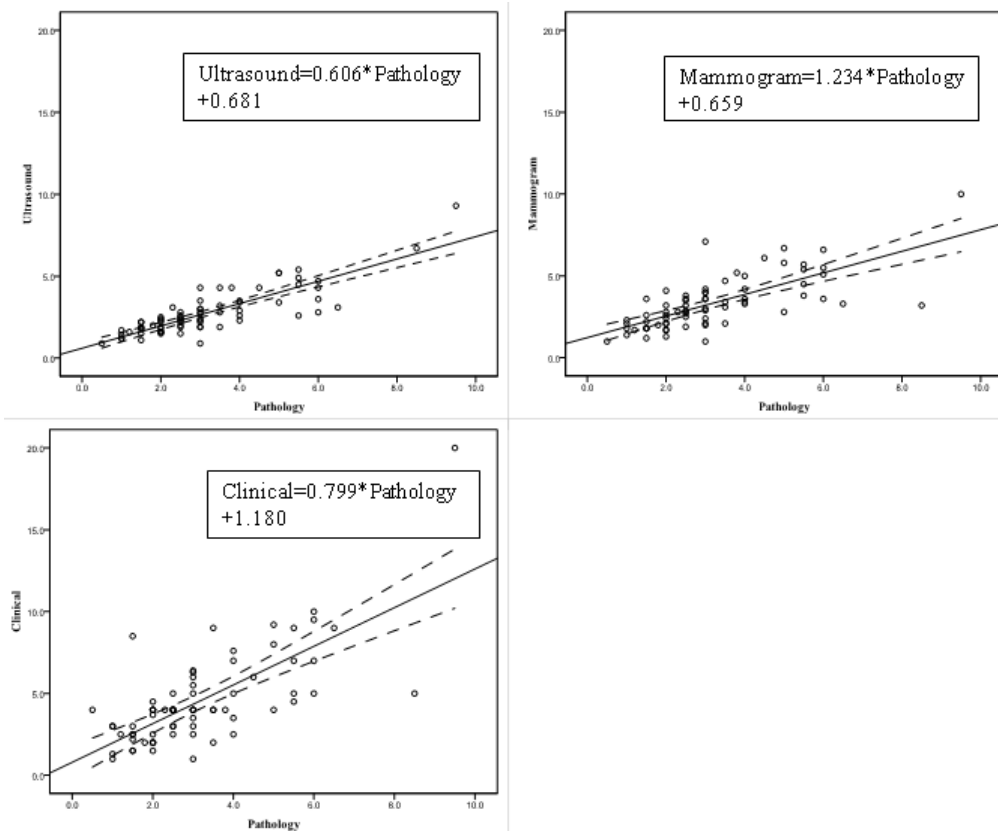 20.0
15.0
10.0
5.0
0.0
Ultrasound
Ultrasound=0.606*Pathology
+0.681
0.0 2.0 4.0 6.0 8.0 10.0
Pathology
20.0
15.0
10.0
5.0
0.0
Mammogram
Mammogram=1.234*Pathology
+0.659
0.0 2.0 4.0 6.0 8.0 10.0
Pathology
20.0
15.0
10.0
5.0
0.0
Clinical
Clinical=0.799*Pathology
+1.180
0.0 2.0 4.0 6.0 8.0 10.0
Pathology